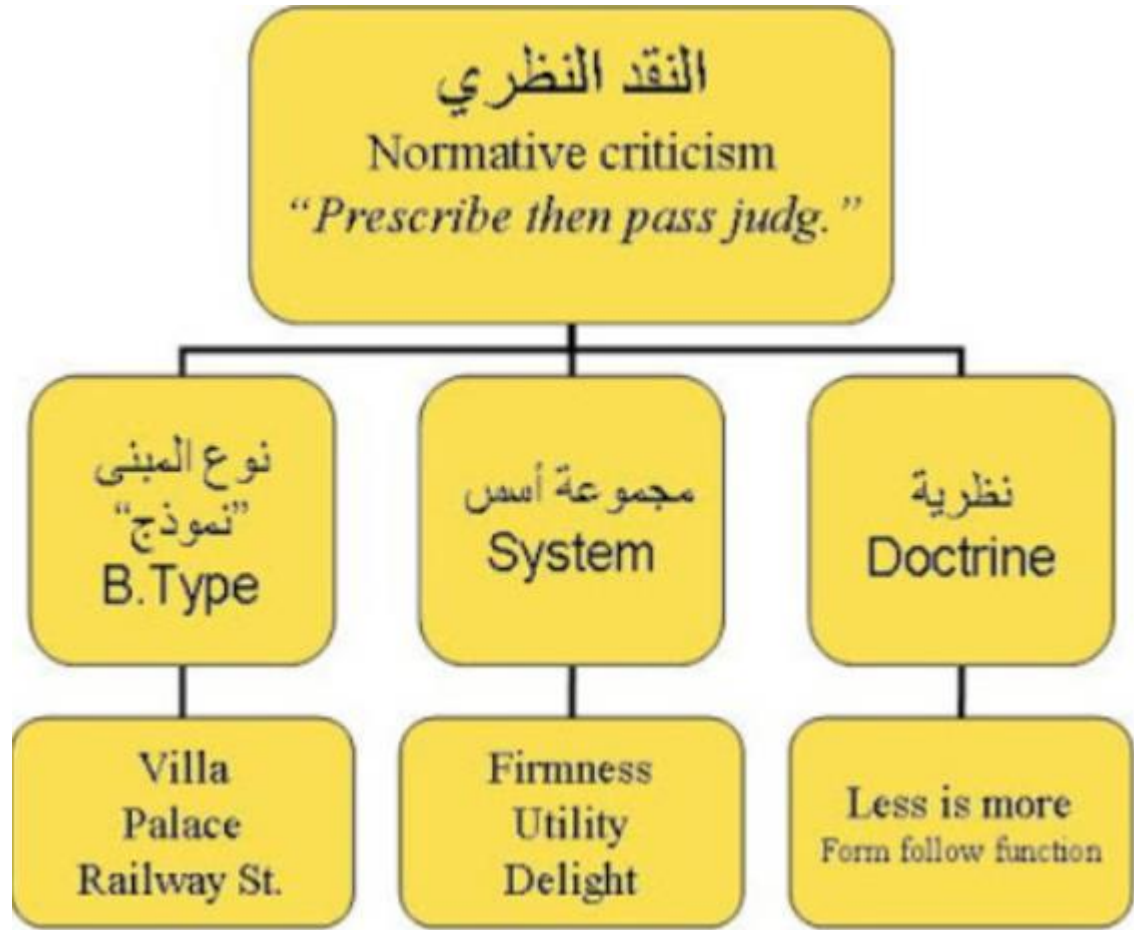 النقد النظري
Normative criticism
“Prescribe then pass judg.”
نوع المبنى
“نموذج”
B.Type
مجموعة أسس
System
نظرية
Doctrine
Villa
Palace
Railway St.
Firmness
Utility
Delight
Less is more
Form follow function